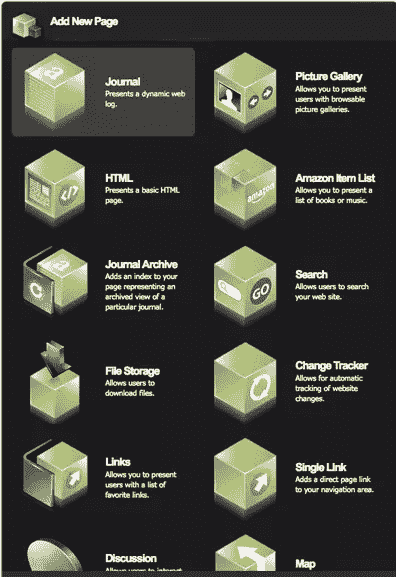 Add New Page
Journal
Presents a dynamic web
log.
Picture Gallery
Allows you to present
users with browsable
picture galleries.
HTML
Presents a basic HTML
page.
Amazon Item List
Allows you to present a
list of books or music.
amazon
Journal Archive
Adds an index to your
page representing an
archived view of a
particular journal.
Search
Allows users to search
your web site.
GO
File Storage
Allows users to
download files.
Change Tracker
Allows for automatic
tracking of website
changes.
Links
Allows you to present
users with a list of
favorite links.
Single Link
Adds a direct page link
to your navigation area.
Discussion
Allows users to interact
Map